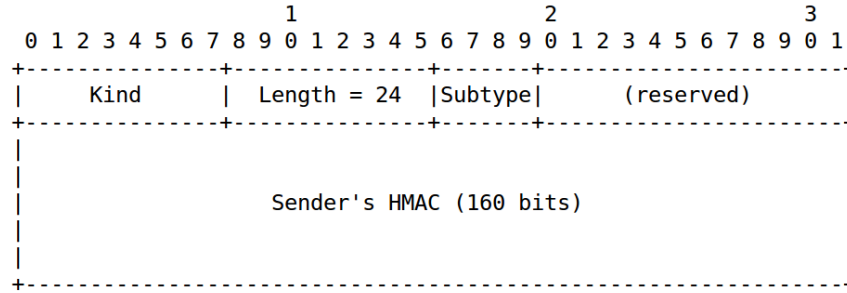 1 2 3
0 1 2 3 4 5 6 7 8 9 0 1 2 3 4 5 6 7 8 9 0 1 2 3 4 5 6 7 8 9 0 1
+---------------+---------------+-------+-----------------------+
| Kind | Length = 24 |Subtype| (reserved)
+---------------+---------------+-------+-----------------------+
|
|
| Sender's HMAC (160 bits)
|
|
+---------------------------------------------------------------+